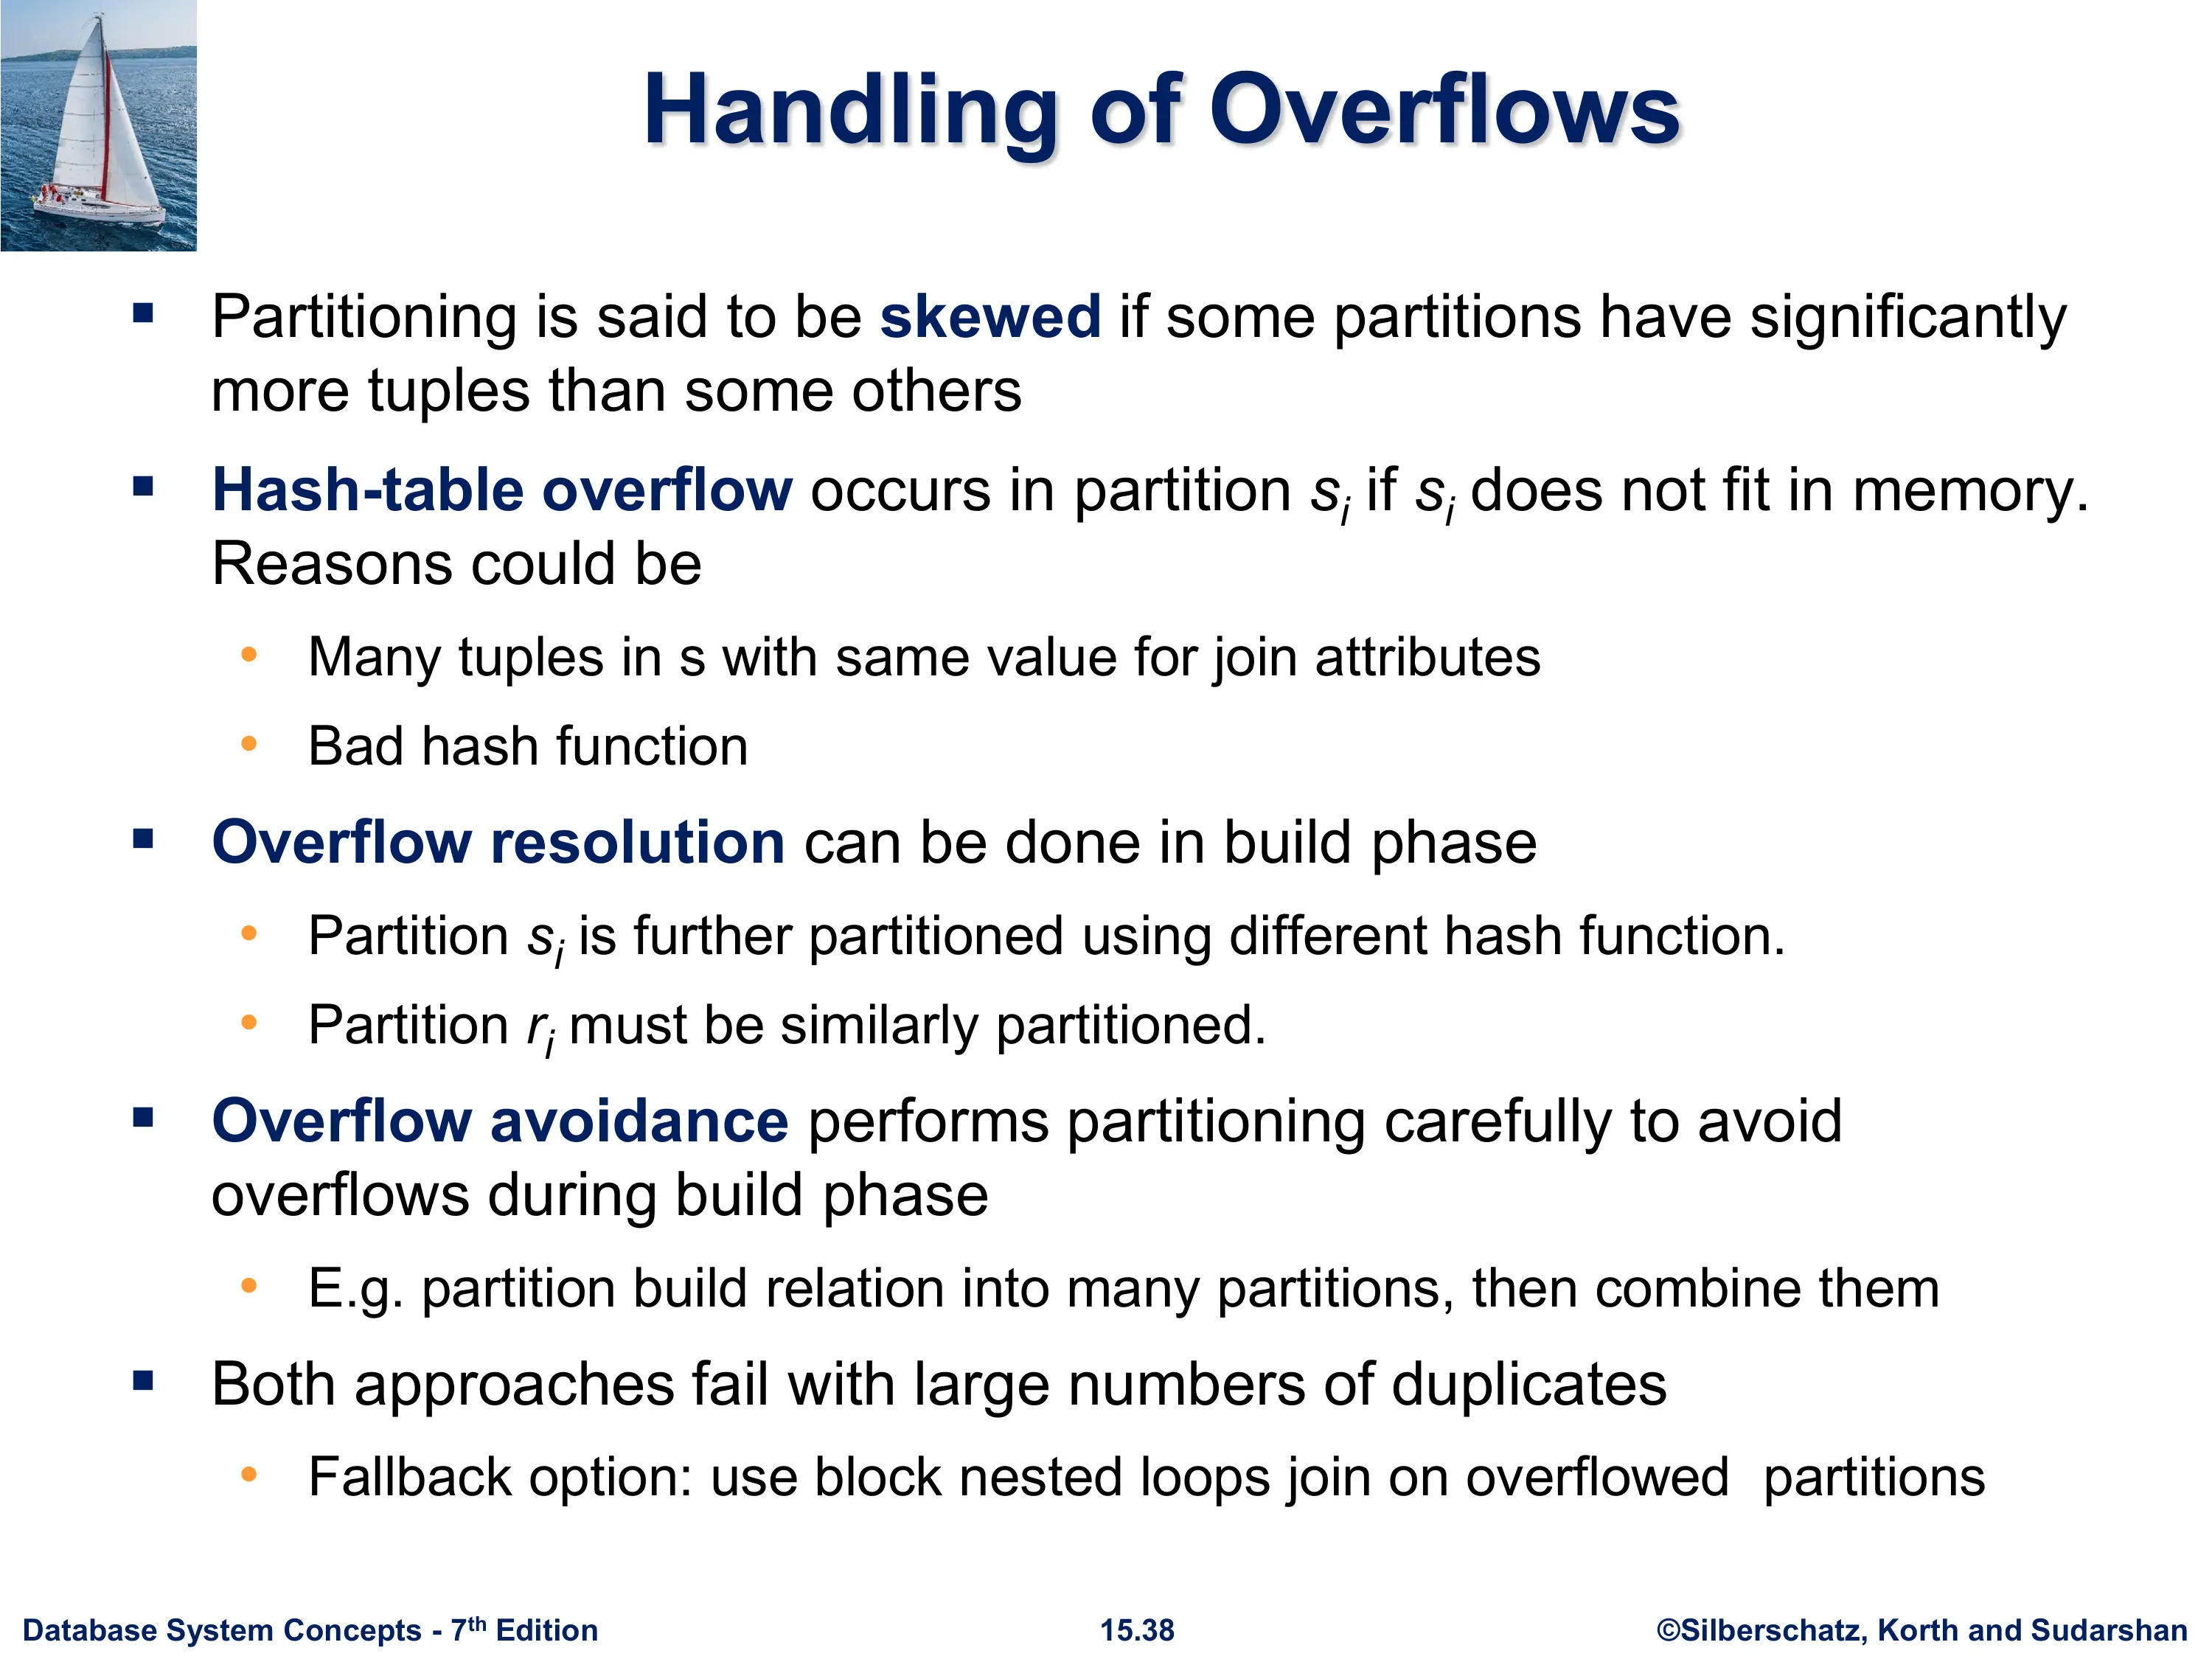 Handling of Overflows
▪ Partitioning is said to be skewed if some partitions have significantly
more tuples than some others
▪ Hash-table overflow occurs in partition si if si does not fit in memory.
Reasons could be
• Many tuples in s with same value for join attributes
• Bad hash function
▪ Overflow resolution can be done in build phase
• Partition si is further partitioned using different hash function.
• Partition ri must be similarly partitioned.
▪ Overflow avoidance performs partitioning carefully to avoid
overflows during build phase
• E.g. partition build relation into many partitions, then combine them
▪ Both approaches fail with large numbers of duplicates
• Fallback option: use block nested loops join on overflowed partitions
Database System Concepts - 7th Edition
15.38
©Silberschatz, Korth and Sudarshan